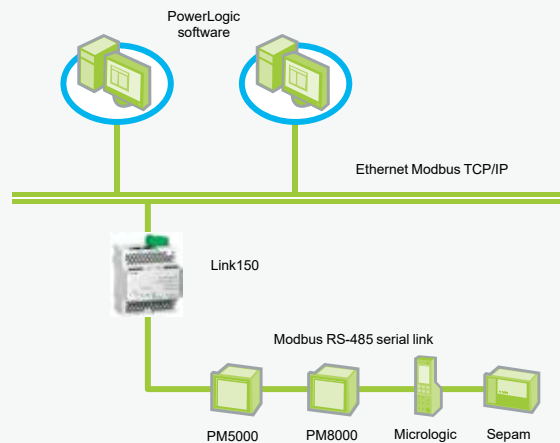 PowerLogic
software
Ethernet Modbus TCP/IP
Link150
Modbus RS-485 serial link
PM5000
PM8000
Micrologic
Sepam